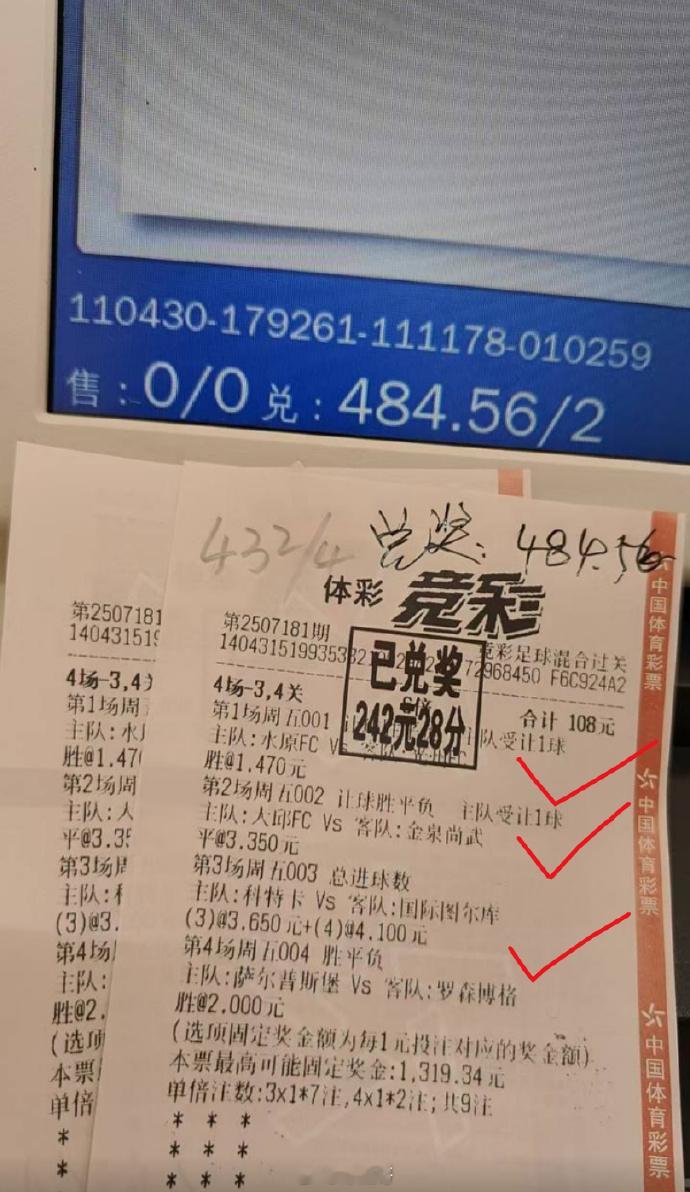 110430-179261-111178-010259
售：0/0 兑：484.56/2
432/4 兑奖：484.56
体彩 竞彩
第2507181
第2507181期
竞彩足球混合过关
140431519
F6C924A2
已兑奖
242元28分
4场-3,4关
4场-3,4关
合计 108元
第1场周
第1场周五001
主队受让1球
主队:水原FC Vs
胜@1.470元
第2场周
第2场周五002 让球胜平负 主队受让1球
主队:大
主队:大邱FC Vs 客队:金泉尚武
平@3.350元
第3场周
第3场周五003 总进球数
主队:科特卡 Vs 客队:国际图尔库
(3)@3.
(3)@3.650元+(4)@4.100元
第4场
第4场周五004 胜平负
主队:
主队:萨尔普斯堡 Vs 客队:罗森博格
胜@2.
胜@2.000元
(选项
(选项固定奖金额为每1元投注对应的奖金额)
本票
本票最高可能固定奖金:1,319.34元
单倍
单倍注数:3x1*7注,4x1*2注;共9注
*
* * *
*
* * *
* * *
中国体育彩票
中国体育彩票
中国体育彩票